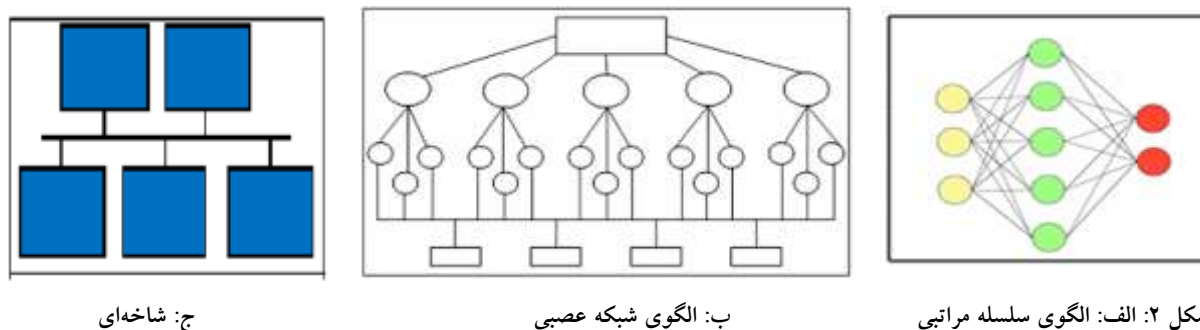 کل ۲: الف: الگوی سلسله مراتبی
ب: الگوی شبکه عصبی
ج: شاخه‌ای